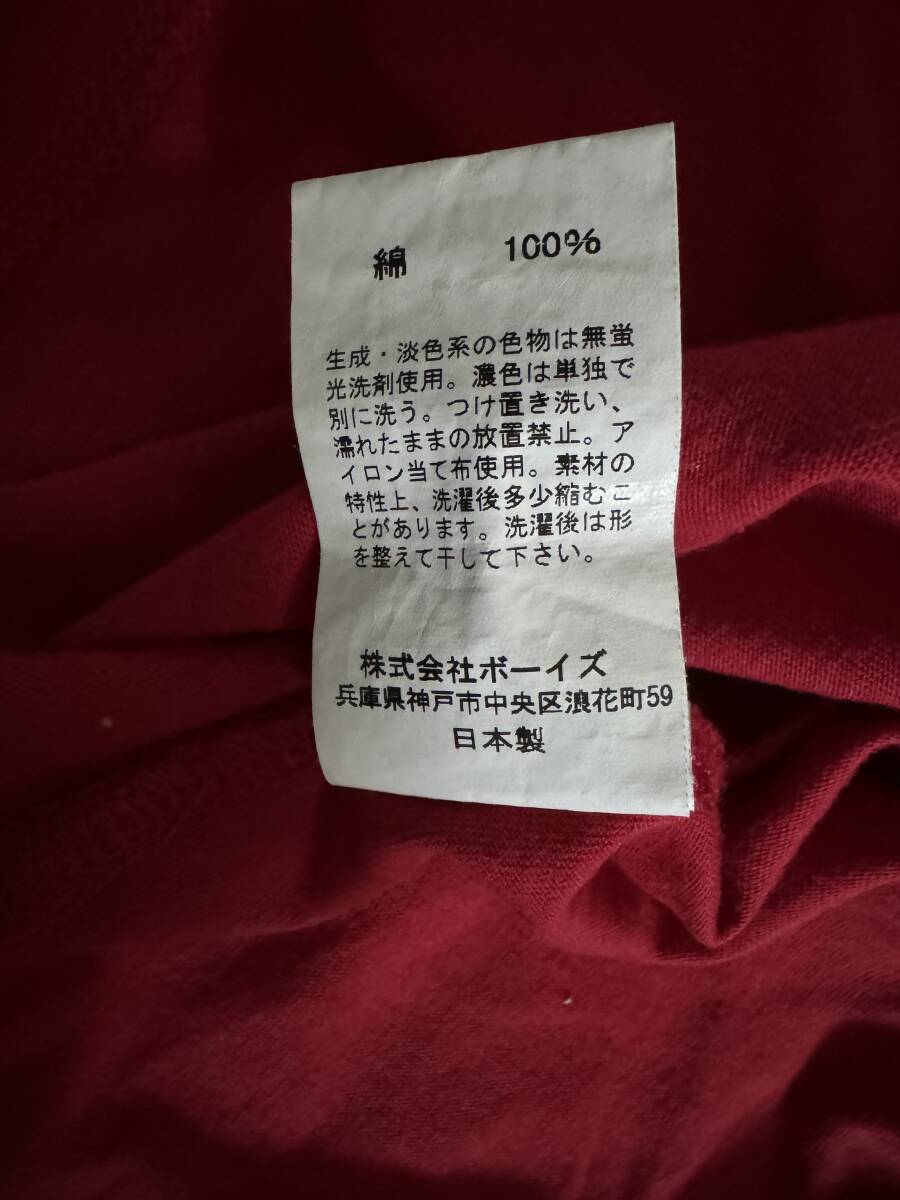 綿 100%
生成・淡色系の色物は無蛍
光洗剤使用。濃色は単独で
別に洗う。つけ置き洗い、
濡れたままの放置禁止。ア
イロン当て布使用。素材の
特性上、洗濯後多少縮むこ
とがあります。洗濯後は形
を整えて干して下さい。
株式会社ボーイズ
兵庫県神戸市中央区浪花町59
日本製